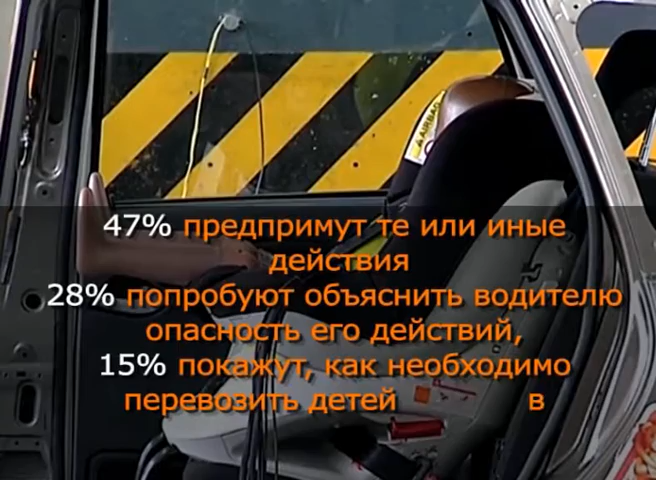 AIRBAG
47% предпримут те или иные
действия
28% попробуют объяснить водителю
опасность его действий,
15% покажут, как необходимо
перевозить детей в